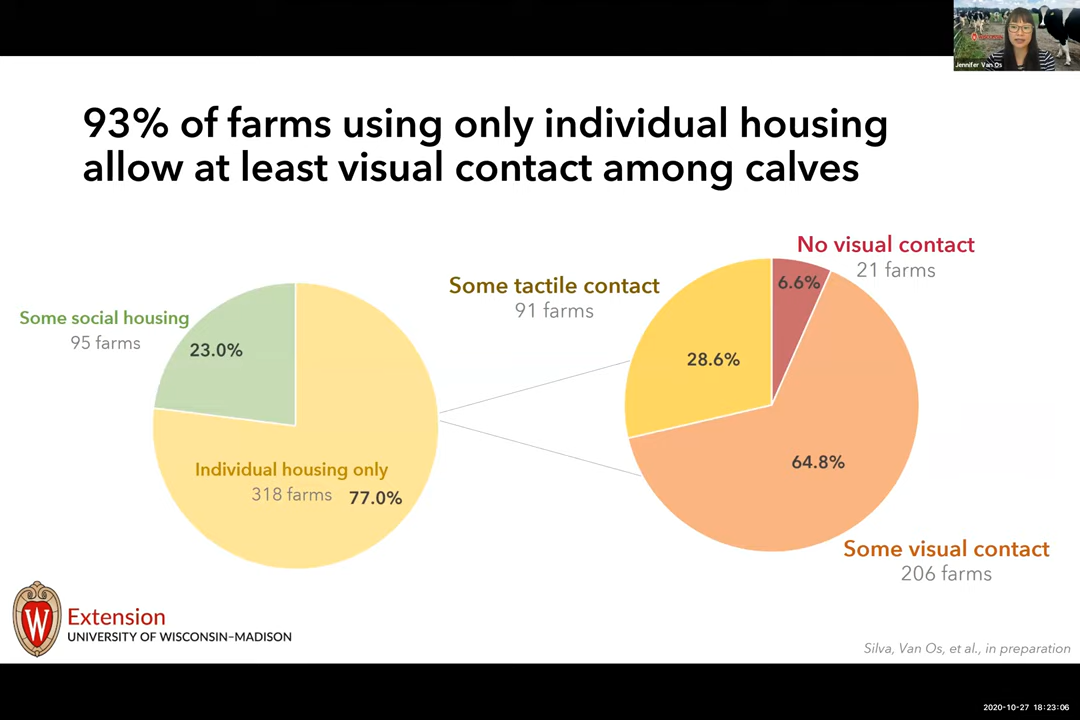 Jennifer Van Os
93% of farms using only individual housing
allow at least visual contact among calves
Some social housing
95 farms
23.0%
Individual housing only
318 farms 77.0%
Some tactile contact
91 farms
28.6%
No visual contact
21 farms
6.6%
64.8%
Some visual contact
206 farms
W
Extension
UNIVERSITY OF WISCONSIN–MADISON
Silva, Van Os, et al., in preparation
2020-10-27 18:23:06